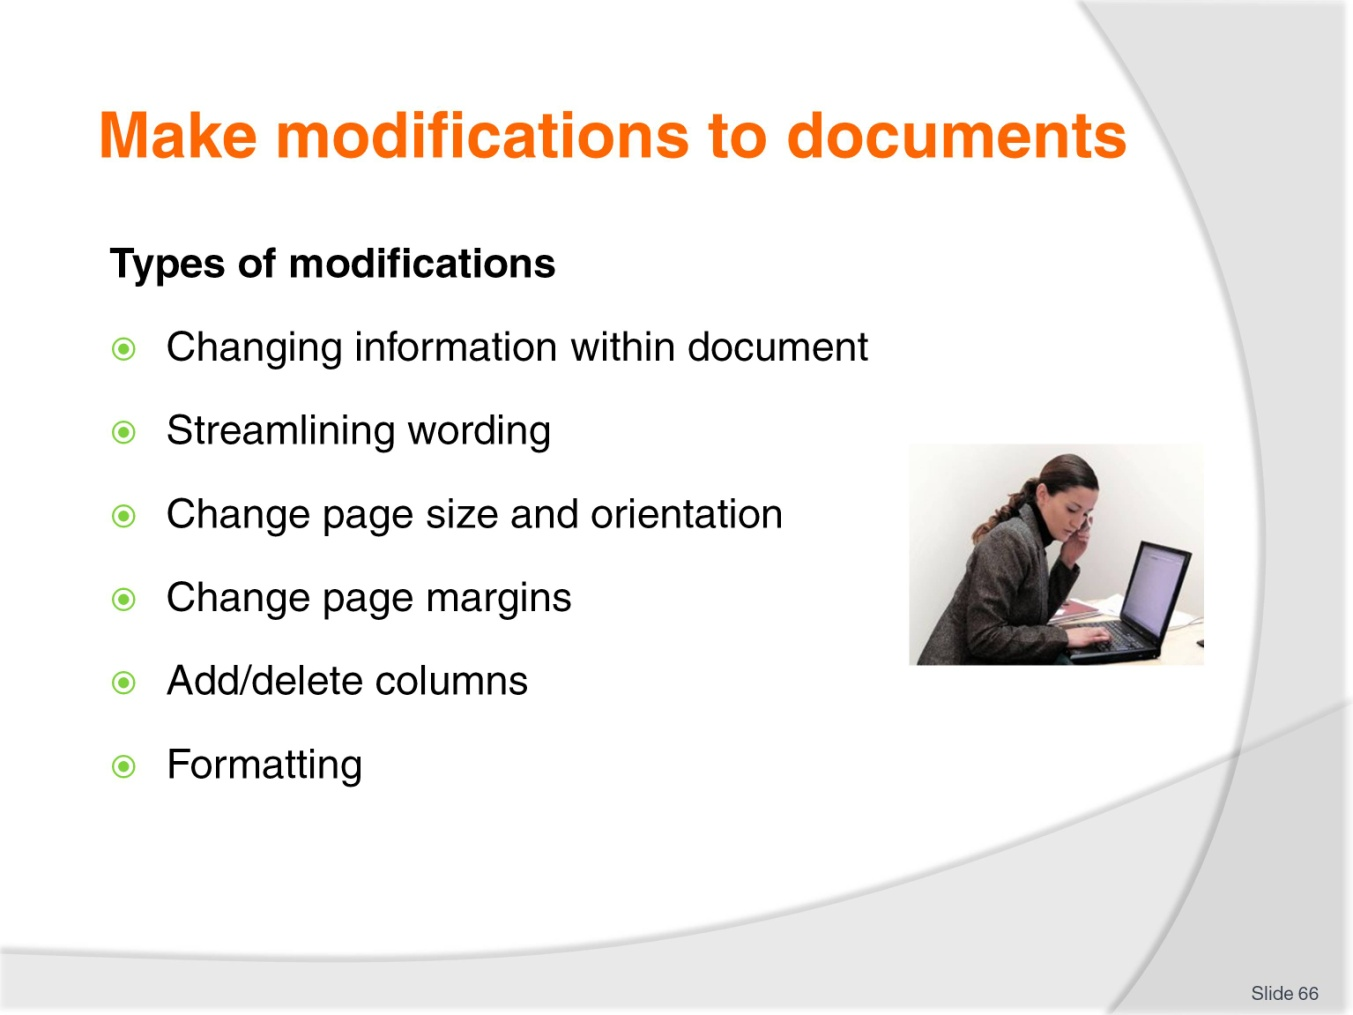 Make modifications to documents
Types of modifications
Changing information within document
Streamlining wording
Change page size and orientation
Change page margins
Add/delete columns
Formatting
Slide 66